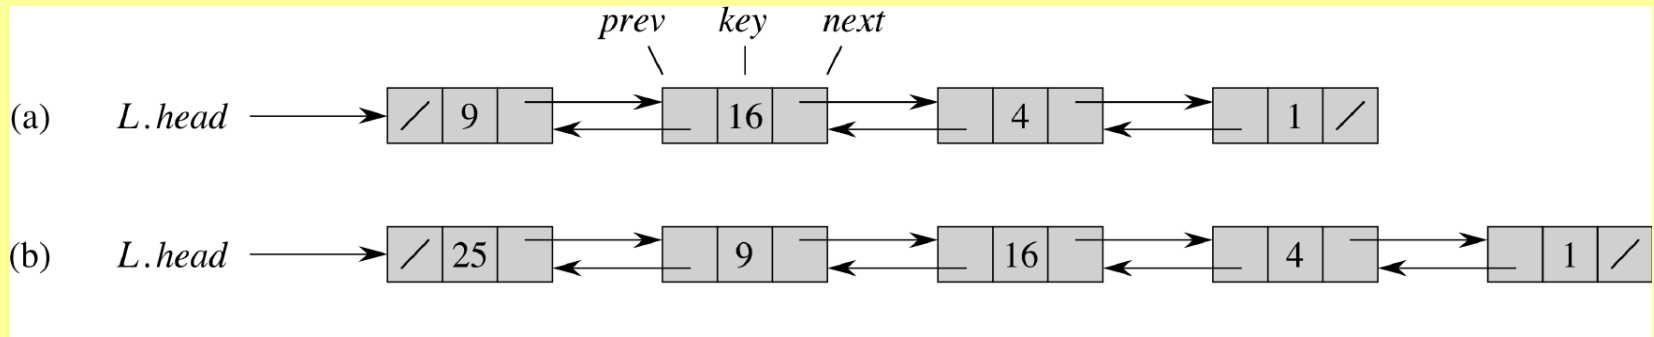 prev key next
(a) L.head / 9 16 4 1 /
(b) L.head / 25 9 16 4 1 /